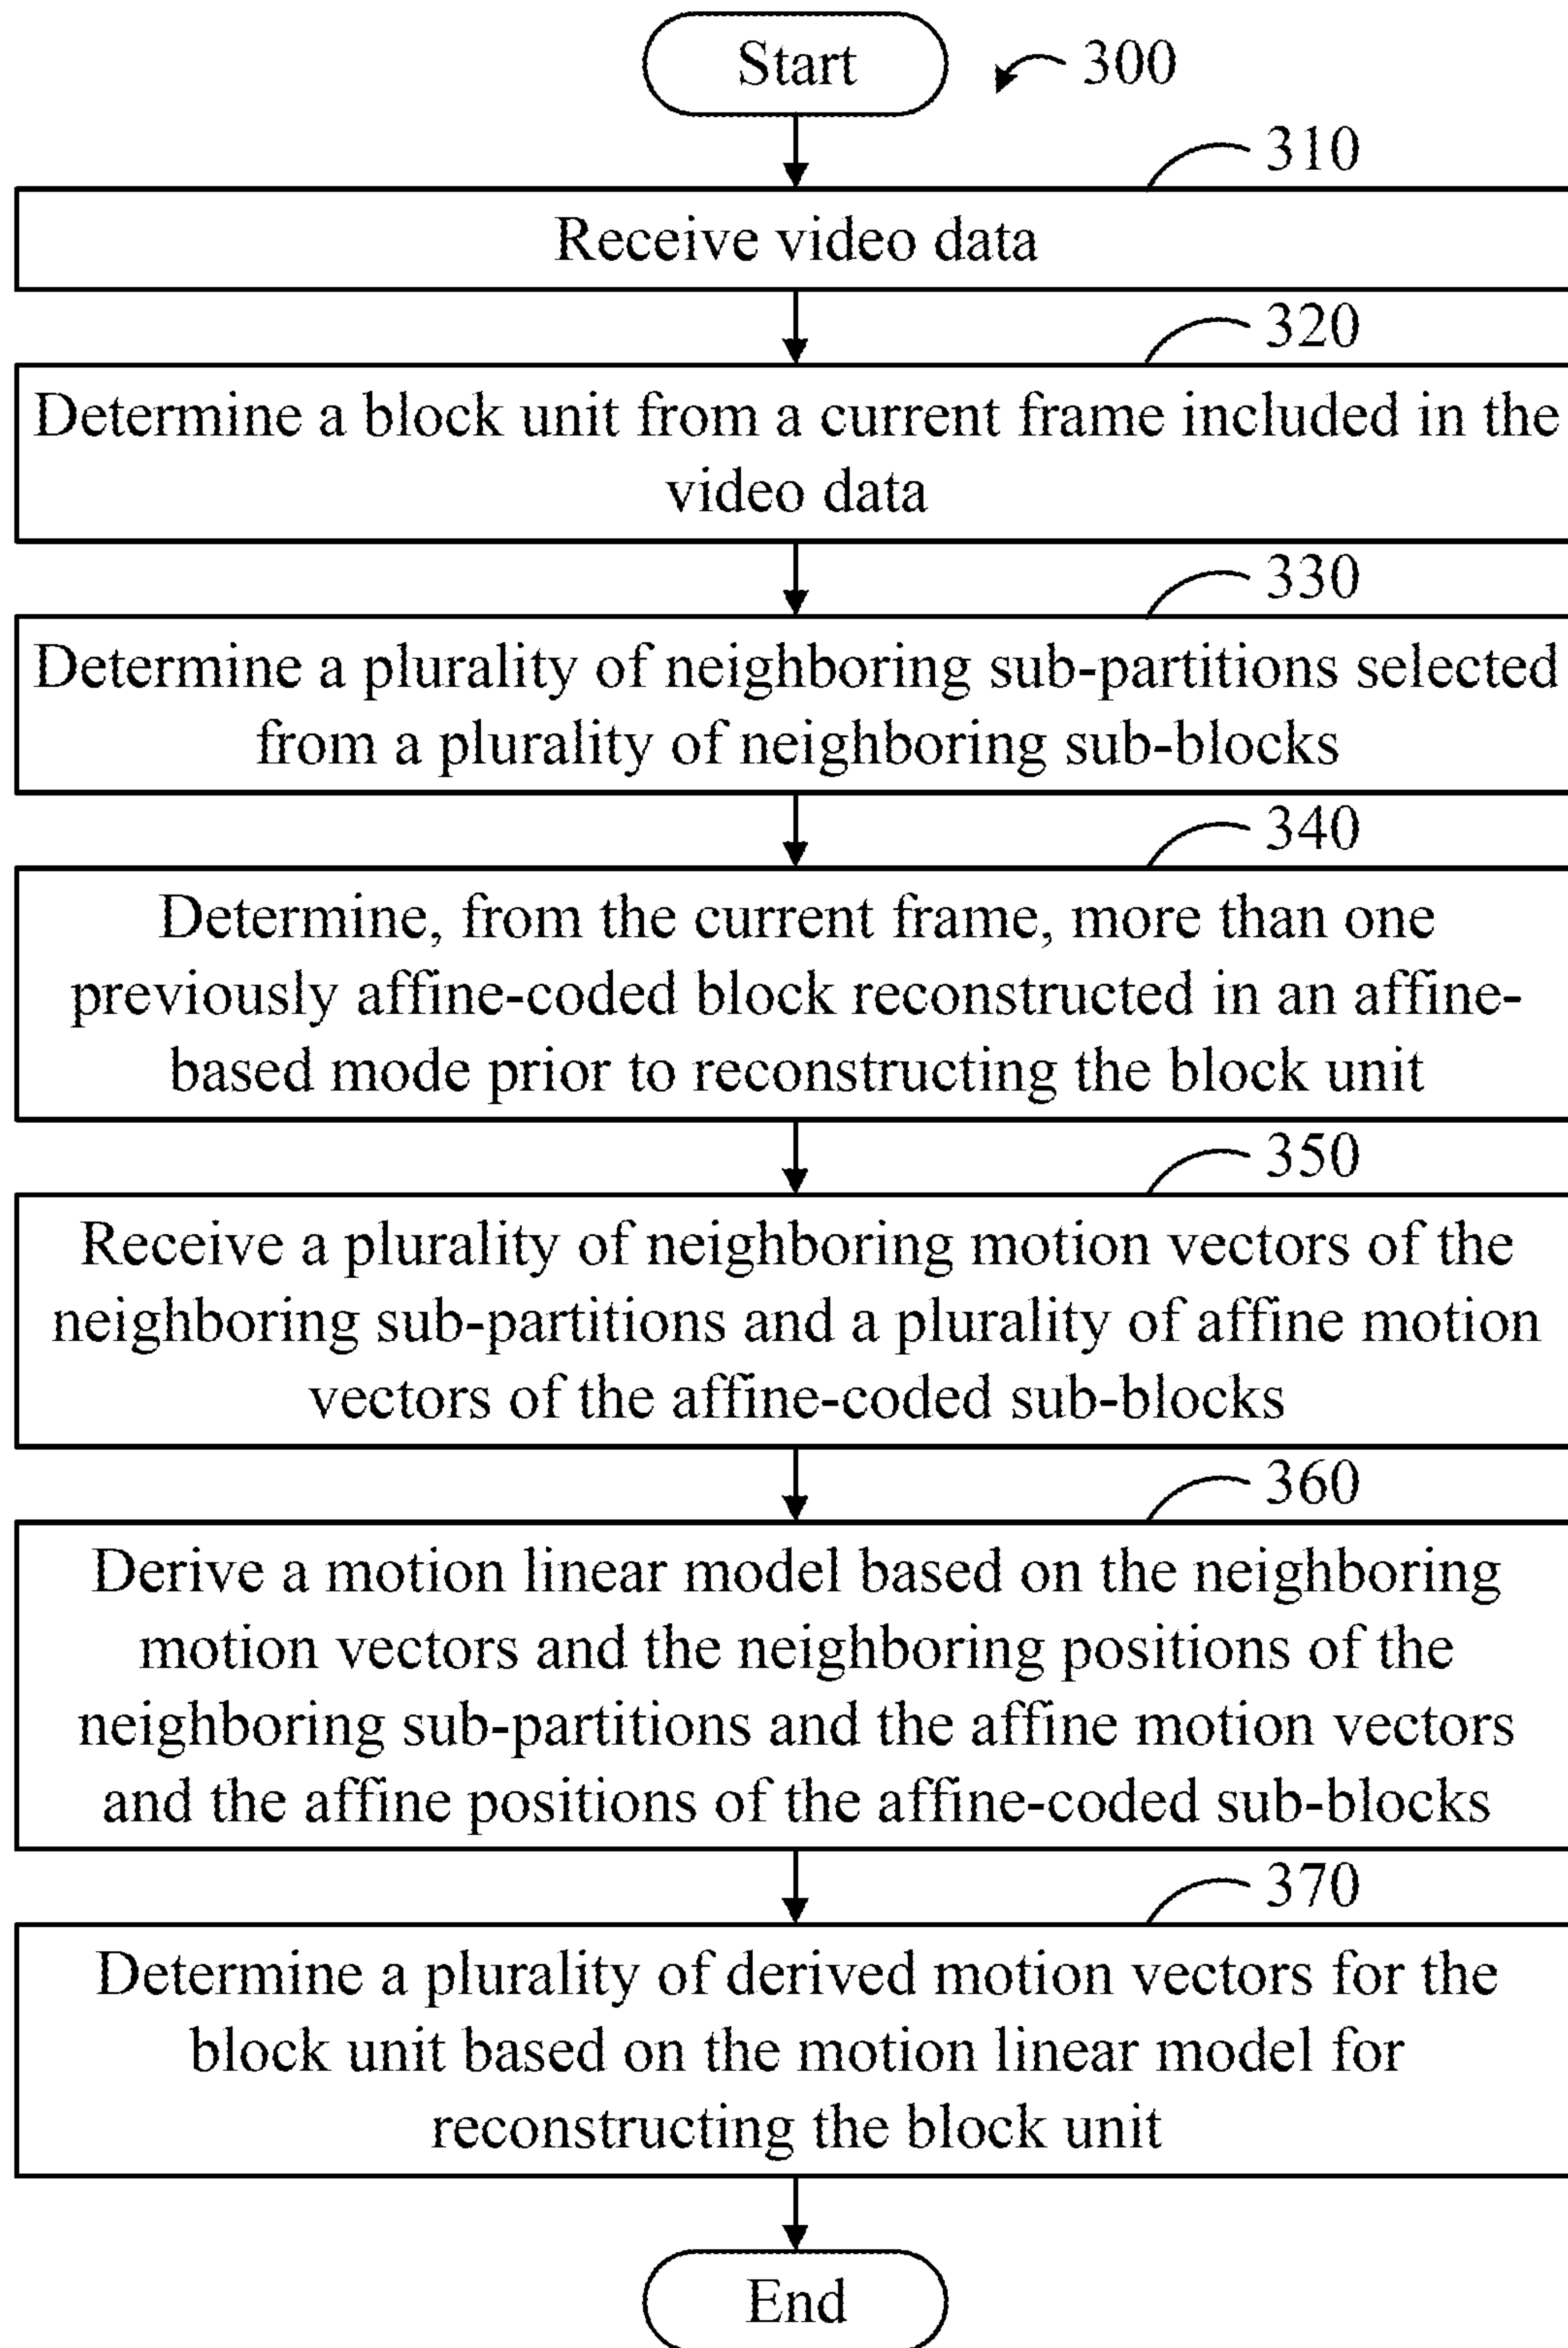 Start
300
310
Receive video data
320
Determine a block unit from a current frame included in the
video data
330
Determine a plurality of neighboring sub-partitions selected
from a plurality of neighboring sub-blocks
340
Determine, from the current frame, more than one
previously affine-coded block reconstructed in an affine-
based mode prior to reconstructing the block unit
350
Receive a plurality of neighboring motion vectors of the
neighboring sub-partitions and a plurality of affine motion
vectors of the affine-coded sub-blocks
360
Derive a motion linear model based on the neighboring
motion vectors and the neighboring positions of the
neighboring sub-partitions and the affine motion vectors
and the affine positions of the affine-coded sub-blocks
370
Determine a plurality of derived motion vectors for the
block unit based on the motion linear model for
reconstructing the block unit
End